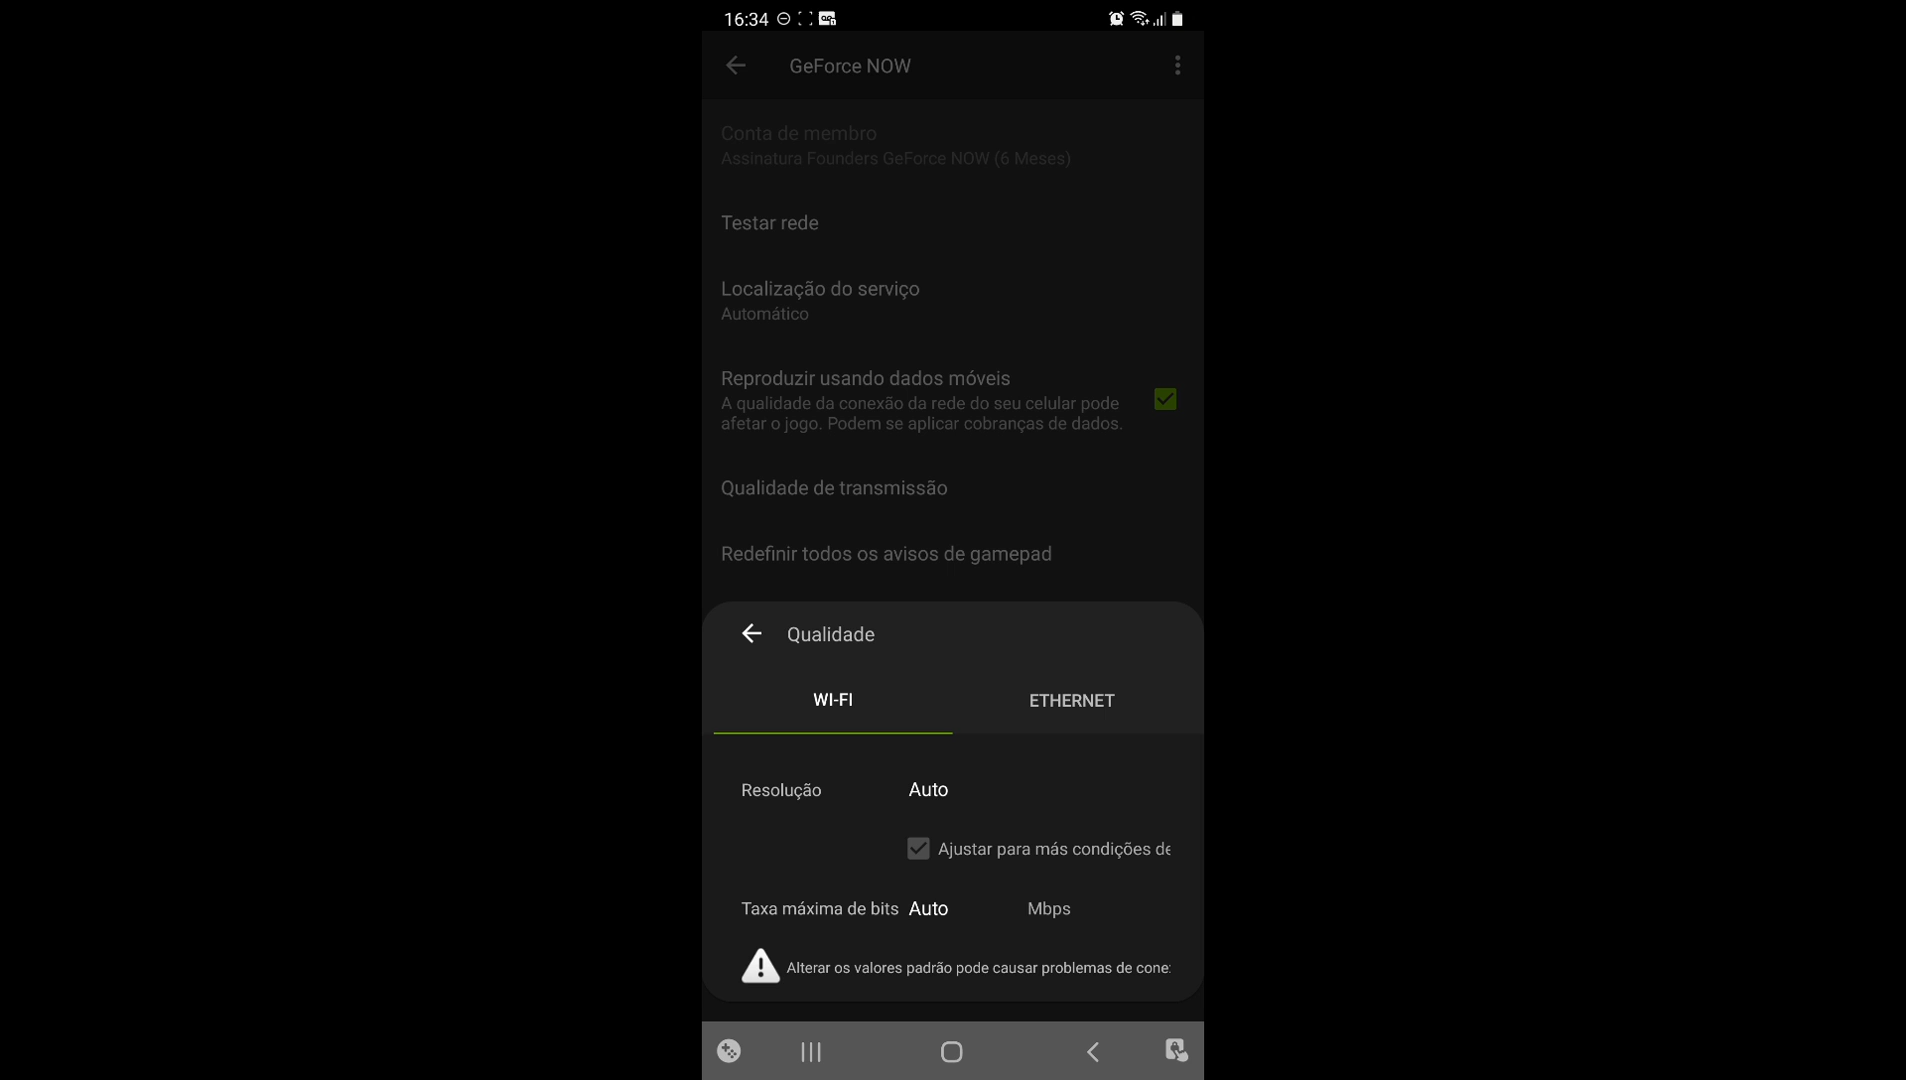 16:34
GeForce NOW
Conta de membro
Assinatura Founders GeForce NOW (6 Meses)
Testar rede
Localização do serviço
Automático
Reproduzir usando dados móveis
A qualidade da conexão da rede do seu celular pode
afetar o jogo. Podem se aplicar cobranças de dados.
Qualidade de transmissão
Redefinir todos os avisos de gamepad
Qualidade
WI-FI
ETHERNET
Resolução Auto
Ajustar para más condições de
Taxa máxima de bits Auto Mbps
Alterar os valores padrão pode causar problemas de